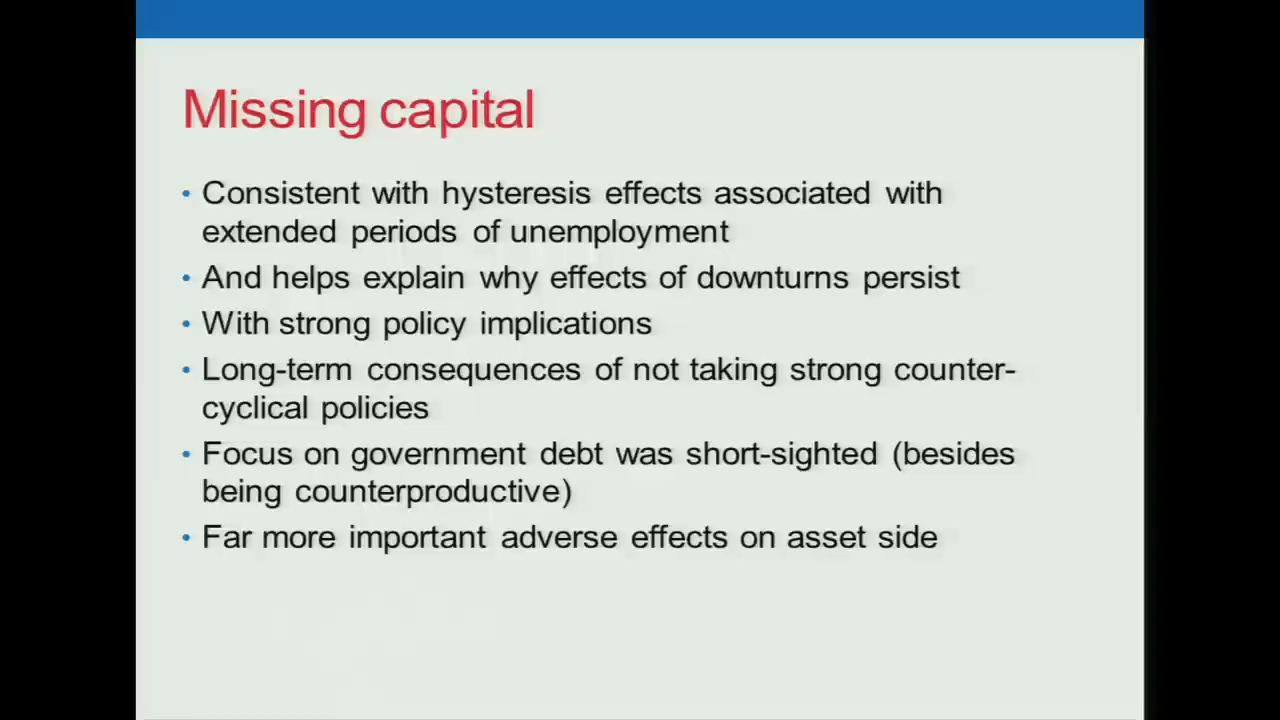 Missing capital
• Consistent with hysteresis effects associated with
extended periods of unemployment
• And helps explain why effects of downturns persist
• With strong policy implications
• Long-term consequences of not taking strong counter-
cyclical policies
• Focus on government debt was short-sighted (besides
being counterproductive)
• Far more important adverse effects on asset side